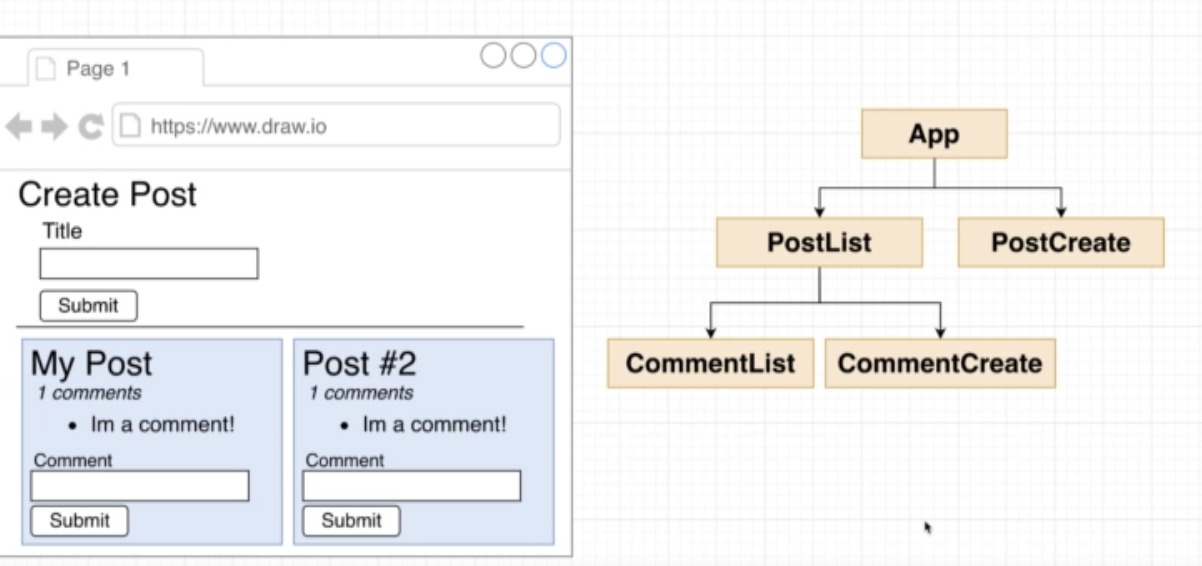 Page 1
https://www.draw.io
Create Post
Title
Submit
My Post
1 comments
• Im a comment!
Comment
Submit
Post #2
1 comments
• Im a comment!
Comment
Submit
App
PostList
PostCreate
CommentList
CommentCreate